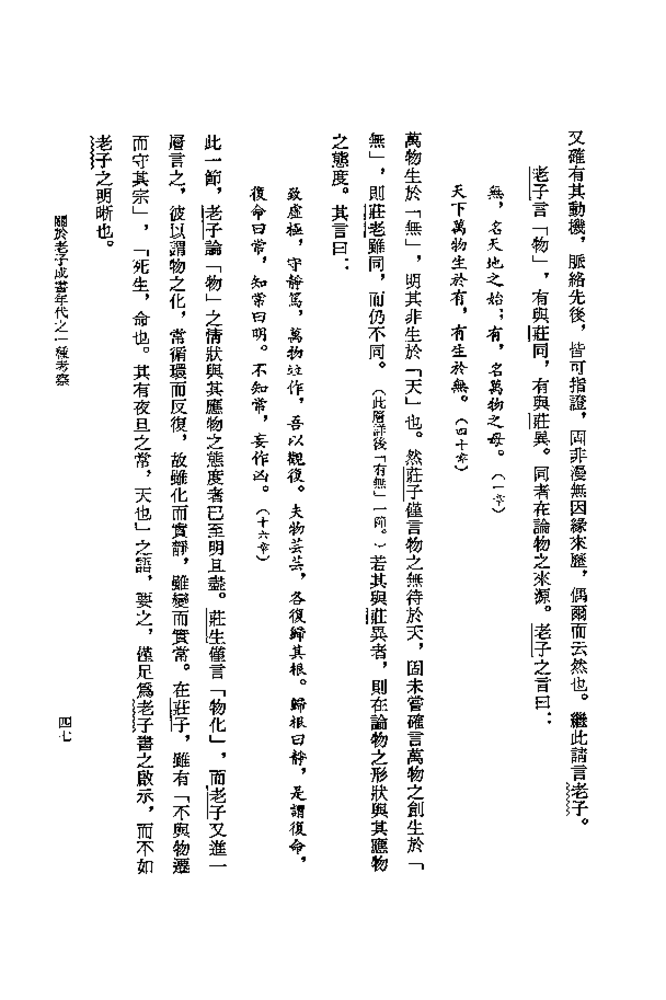 又確有其動機，脈絡先後，皆可指證，固非漫無因緣來歷，偶爾而云然也。繼此請言老子。
老子言「物」，有與莊同，有與莊異。同者在論物之來源。老子之言曰：
無，名天地之始；有，名萬物之母。（一章）
天下萬物生於有，有生於無。（四十章）
萬物生於「無」，明其非生於「天」也。然莊子僅言物之無待於天，固未嘗確言萬物之創生於「
無」，則莊老雖同，而仍不同。（此層詳後「有無」一節。）若其與莊異者，則在論物之形狀與其應物
之態度。其言曰：
致虛極，守靜篤，萬物竝作，吾以觀復。夫物芸芸，各復歸其根。歸根曰靜，是謂復命，
復命曰常，知常曰明。不知常，妄作凶。（十六章）
此一節，老子論「物」之情狀與其應物之態度者已至明且盡。莊生僅言「物化」，而老子又進一
層言之，彼以謂物之化，常循環而反復，故雖化而實靜，雖變而實常。在莊子，雖有「不與物遷
而守其宗」，「死生，命也。其有夜旦之常，天也」之語，要之，僅足為老子書之啟示，而不如
老子之明晰也。
關於老子成書年代之一種考察
四七